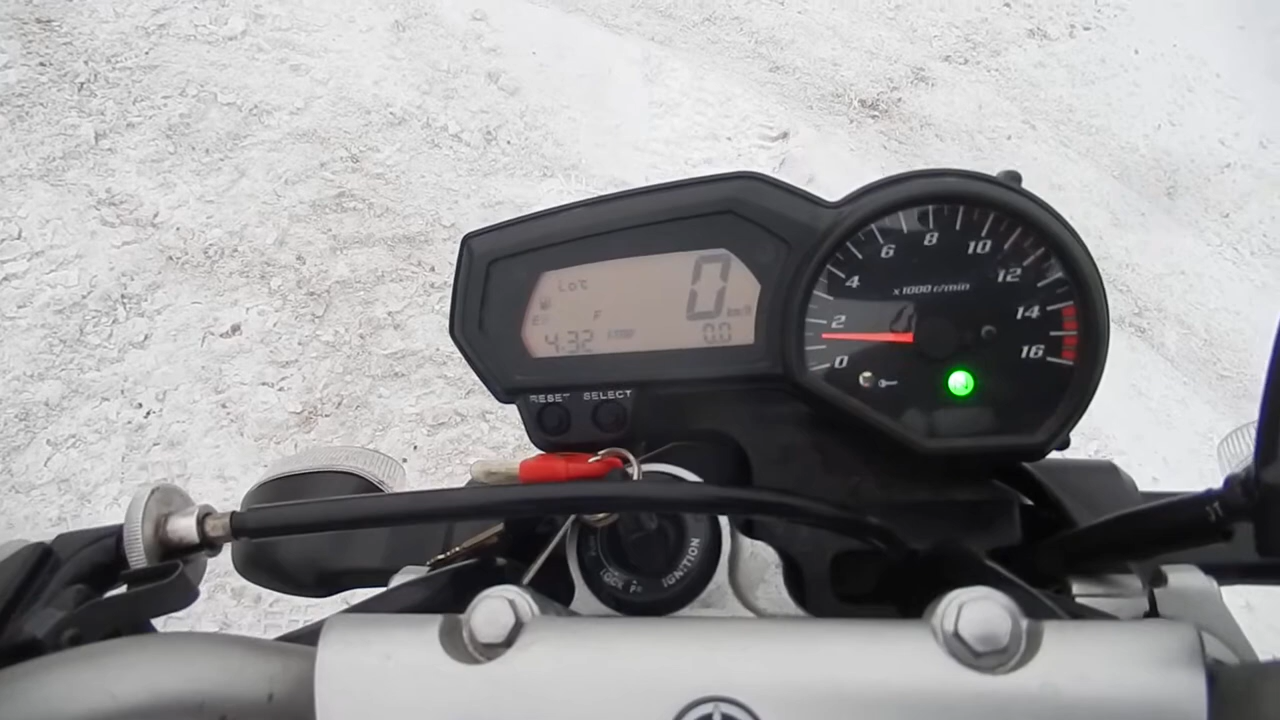 Lo°C
0
km/h
E
F
4:32
0.0
RESET SELECT
0
2
4
6
8
10
12
14
16
x1000 r/min
N
LOCK P
IGNITION